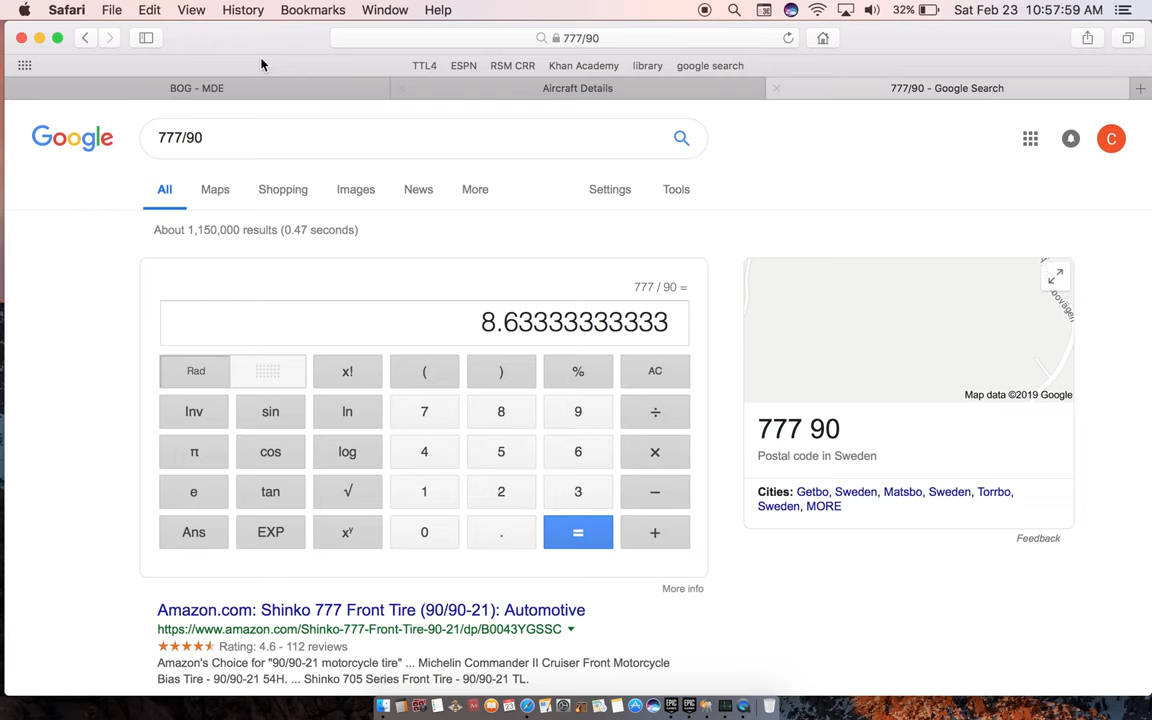 Safari File Edit View History Bookmarks Window Help 32% Sat Feb 23 10:57:59 AM
777/90
TTL4 ESPN RSM CRR Khan Academy library google search
BOG - MDE Aircraft Details 777/90 - Google Search
Google 777/90 C
All Maps Shopping Images News More Settings Tools
About 1,150,000 results (0.47 seconds)
777 / 90 =
8.63333333333
Rad x! ( ) % AC
Inv sin ln 7 8 9 ÷
π cos log 4 5 6 ×
e tan √ 1 2 3 −
Ans EXP xʸ 0 . = +
More info
Map data ©2019 Google
777 90
Postal code in Sweden
Cities: Getbo, Sweden, Matsbo, Sweden, Torrbo,
Sweden, MORE
Feedback
Amazon.com: Shinko 777 Front Tire (90/90-21): Automotive
https://www.amazon.com/Shinko-777-Front-Tire-90-21/dp/B0043YGSSC
Rating: 4.6 - 112 reviews
Amazon's Choice for "90/90-21 motorcycle tire" ... Michelin Commander II Cruiser Front Motorcycle
Bias Tire - 90/90-21 54H. ... Shinko 705 Series Front Tire - 90/90-21 TL.